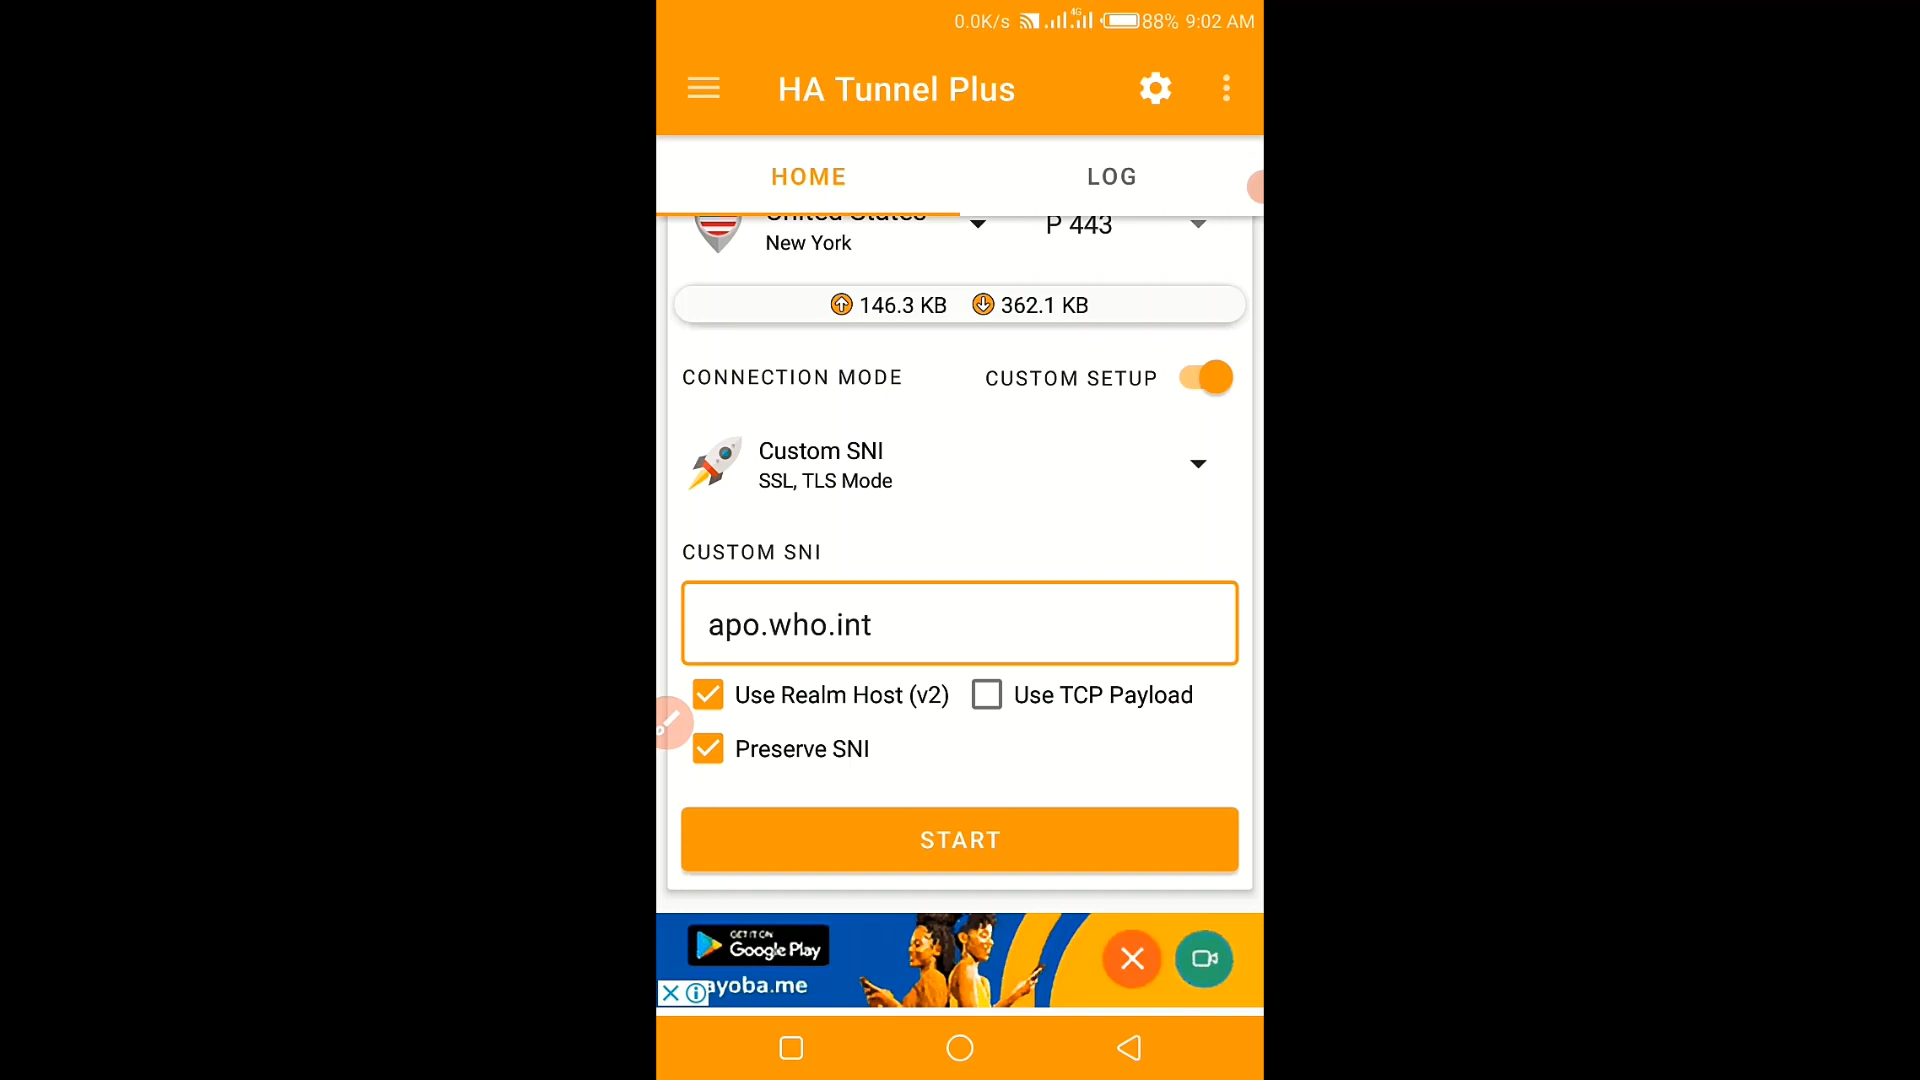 0.0K/s 4G 88% 9:02 AM
HA Tunnel Plus
HOME LOG
United States P 443
New York
146.3 KB 362.1 KB
CONNECTION MODE CUSTOM SETUP
Custom SNI
SSL, TLS Mode
CUSTOM SNI
apo.who.int
Use Realm Host (v2) Use TCP Payload
Preserve SNI
START
GET IT ON
Google Play
ayoba.me